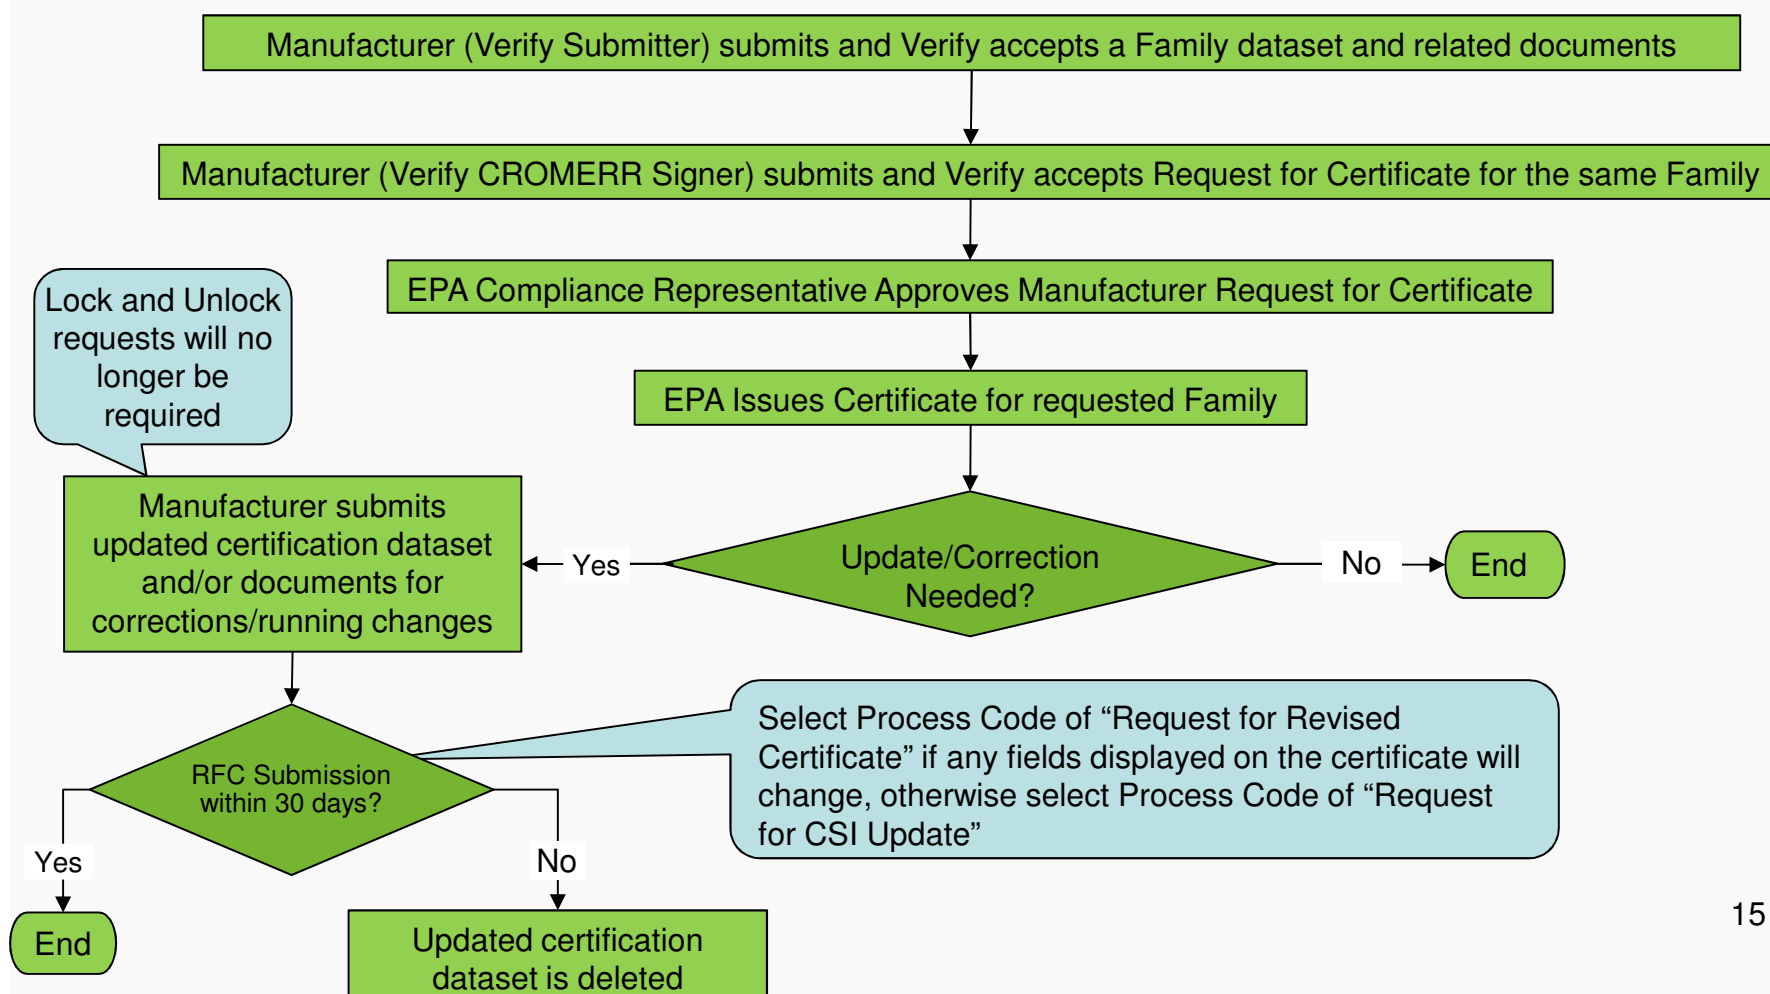 Manufacturer (Verify Submitter) submits and Verify accepts a Family dataset and related documents
Manufacturer (Verify CROMERR Signer) submits and Verify accepts Request for Certificate for the same Family
EPA Compliance Representative Approves Manufacturer Request for Certificate
Lock and Unlock
requests will no
longer be
required
EPA Issues Certificate for requested Family
Manufacturer submits
updated certification dataset
and/or documents for
corrections/running changes
Yes
Update/Correction
Needed?
No
End
RFC Submission
within 30 days?
Select Process Code of “Request for Revised
Certificate” if any fields displayed on the certificate will
change, otherwise select Process Code of “Request
for CSI Update”
Yes
No
End
Updated certification
dataset is deleted
15